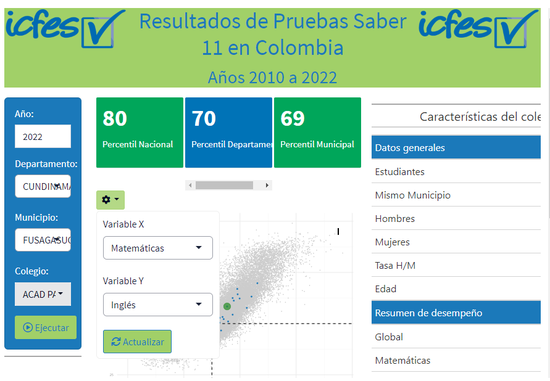 icfes
Resultados de Pruebas Saber
11 en Colombia
icfes
Años 2010 a 2022
Año:
2022
Departamento:
CUNDINAMA
Municipio:
FUSAGASUG
Colegio:
ACAD PA
Ejecutar
80
Percentil Nacional
70
Percentil Departamen
69
Percentil Municipal
Variable X
Matemáticas
Variable Y
Inglés
Actualizar
Características del cole
Datos generales
Estudiantes
Mismo Municipio
Hombres
Mujeres
Tasa H/M
Edad
Resumen de desempeño
Global
Matemáticas